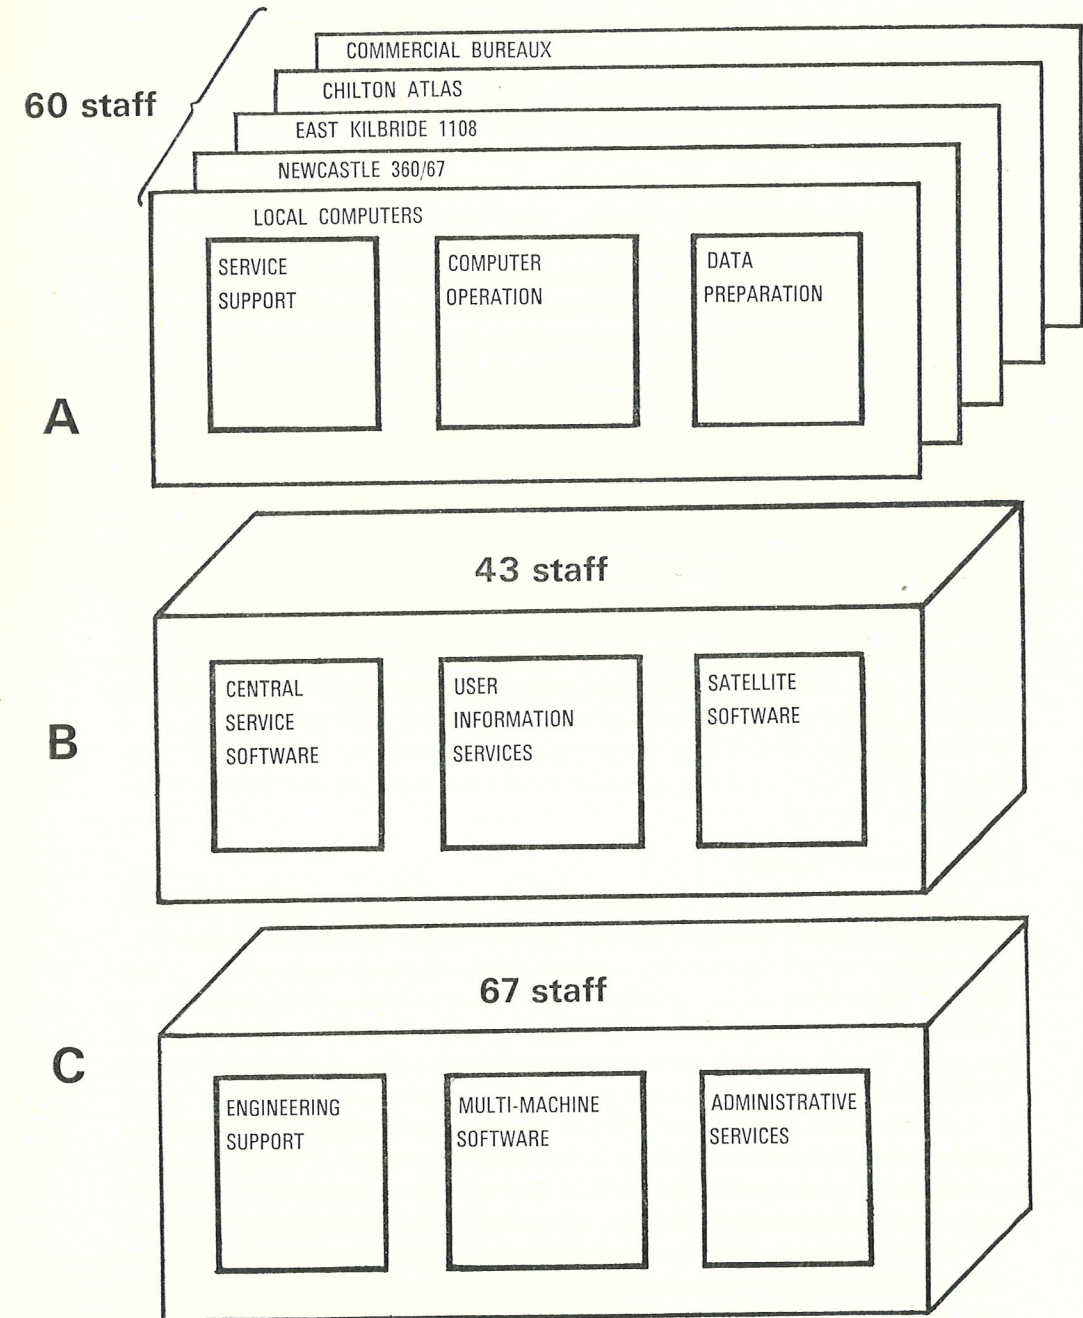 COMMERCIAL BUREAUX
CHILTON ATLAS
60 staff
EAST KILBRIDE 1108
NEWCASTLE 360/67
LOCAL COMPUTERS
SERVICE
SUPPORT
COMPUTER
OPERATION
DATA
PREPARATION
A
43 staff
CENTRAL
SERVICE
SOFTWARE
USER
INFORMATION
SERVICES
SATELLITE
SOFTWARE
B
67 staff
C
ENGINEERING
SUPPORT
MULTI-MACHINE
SOFTWARE
ADMINISTRATIVE
SERVICES